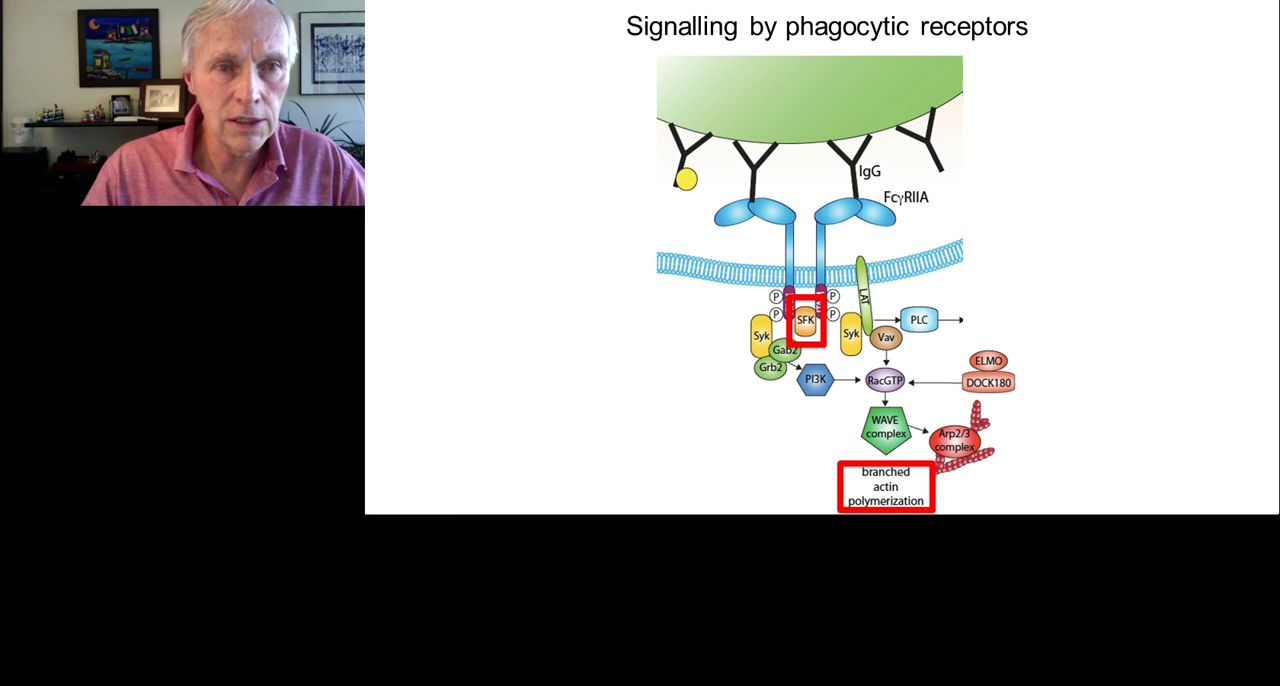 Signalling by phagocytic receptors
IgG
FcγRIIA
LAT
P
P
P
P
SFK
Syk
Syk
PLC
Vav
Gab2
Grb2
PI3K
RacGTP
ELMO
DOCK180
WAVE
complex
Arp2/3
complex
branched
actin
polymerization